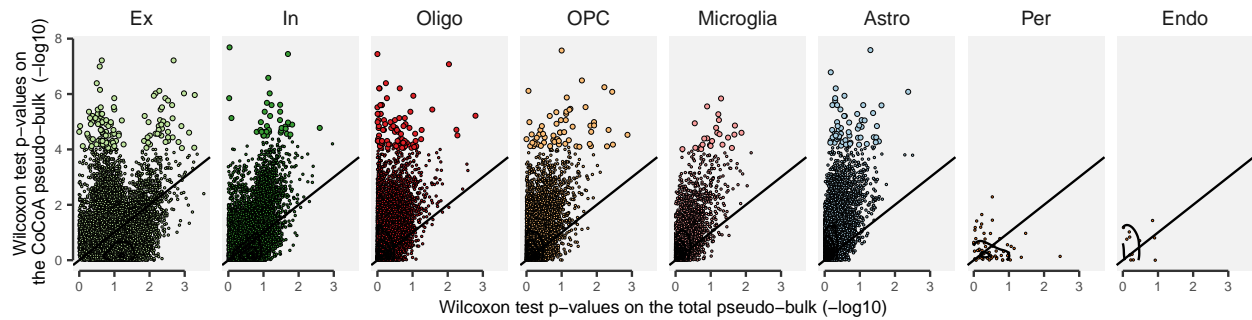 Ex In Oligo OPC Microglia Astro Per Endo
Wilcoxon test p−values on
the CoCoA pseudo−bulk (−log10)
8
6
4
2
0
0 1 2 3 0 1 2 3 0 1 2 3 0 1 2 3 0 1 2 3 0 1 2 3 0 1 2 3 0 1 2 3
Wilcoxon test p−values on the total pseudo−bulk (−log10)